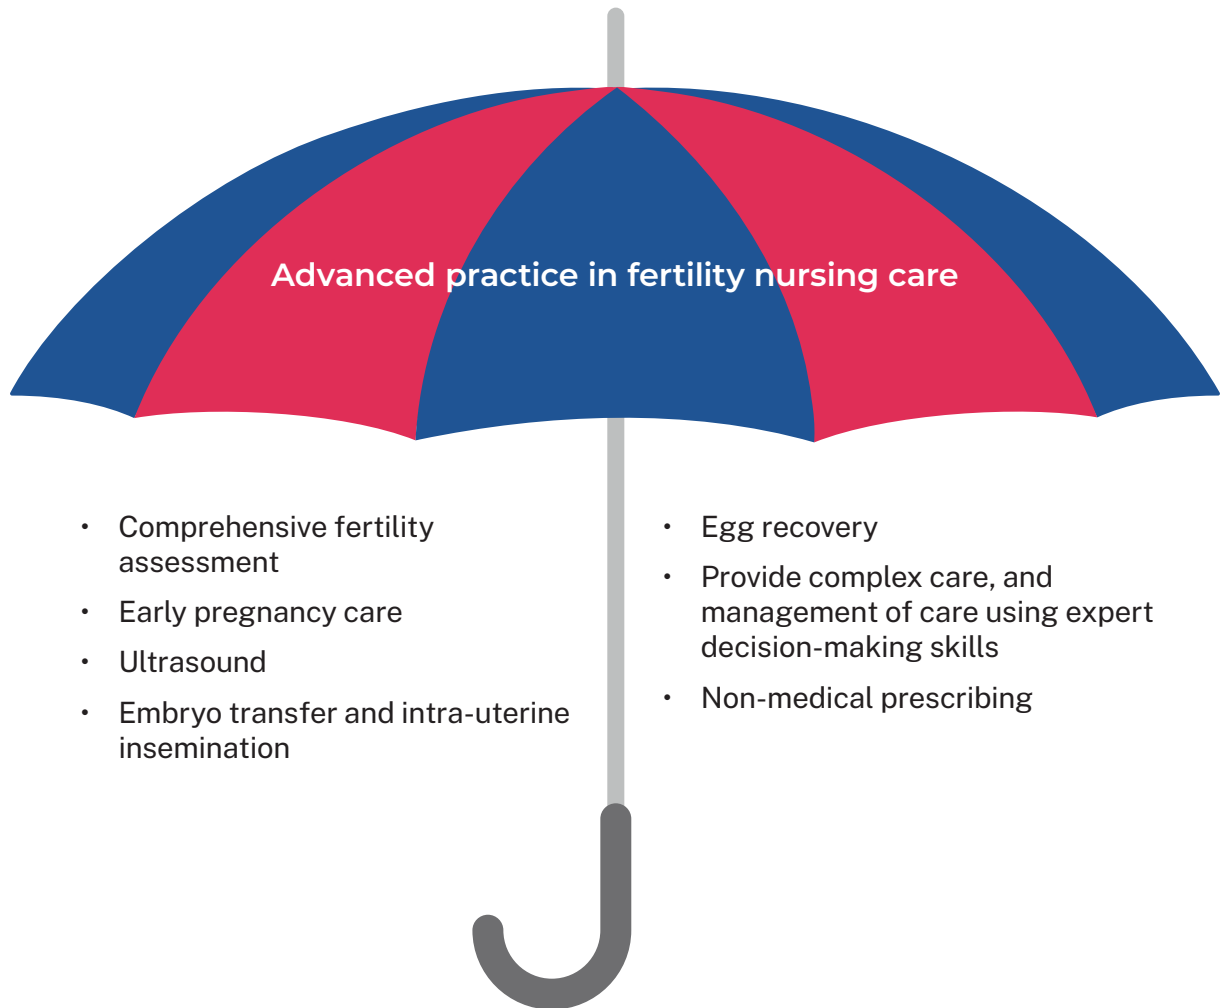 Advanced practice in fertility nursing care
• Comprehensive fertility
assessment
• Early pregnancy care
• Ultrasound
• Embryo transfer and intra-uterine
insemination
• Egg recovery
• Provide complex care, and
management of care using expert
decision-making skills
• Non-medical prescribing